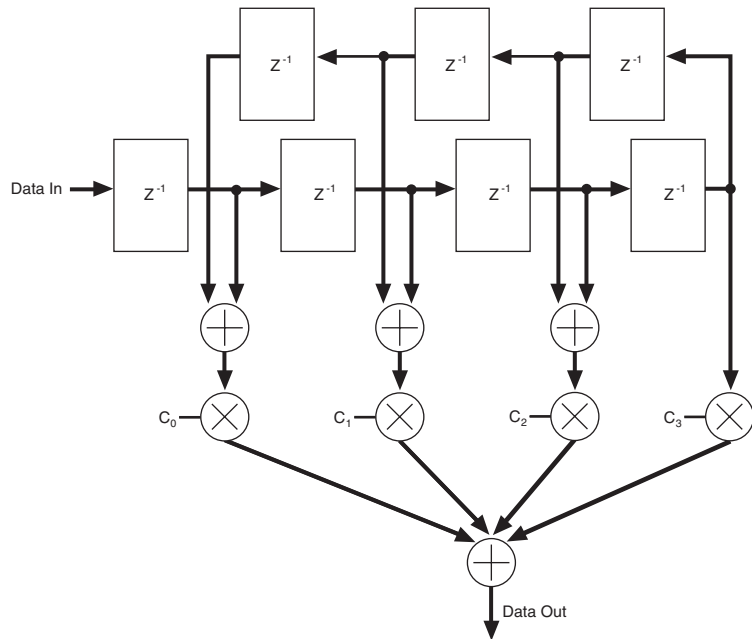 Z⁻¹ Z⁻¹ Z⁻¹
Data In Z⁻¹ Z⁻¹ Z⁻¹ Z⁻¹
C₀ C₁ C₂ C₃
Data Out